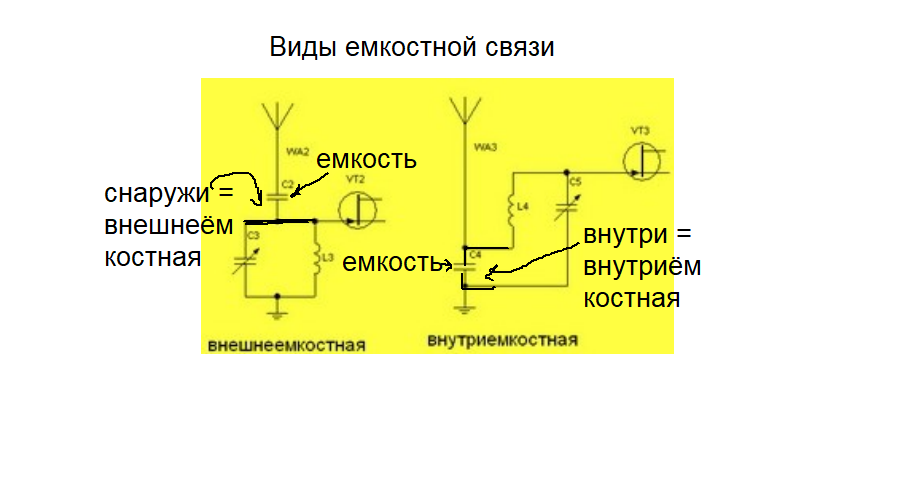 Виды емкостной связи
WA2
емкость
C2
VT2
снаружи =
внешнеём
костная
C3
L3
внешнеемкостная
WA3
VT3
C5
L4
емкость
C4
внутри =
внутриём
костная
внутриемкостная